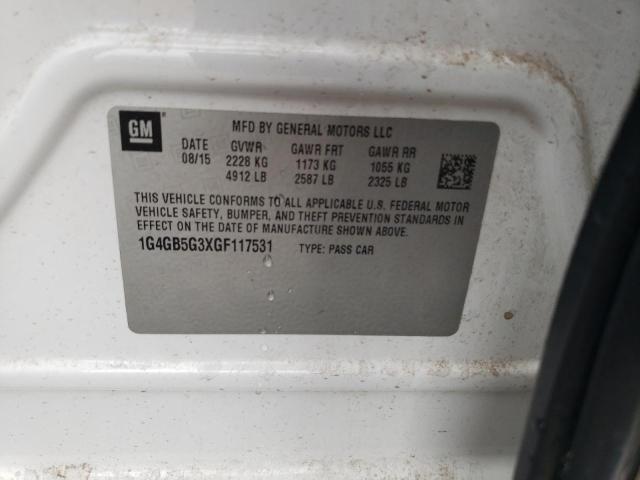 GM
MFD BY GENERAL MOTORS LLC
DATE GVWR GAWR FRT GAWR RR
08/15 2228 KG 1173 KG 1055 KG
4912 LB 2587 LB 2325 LB
THIS VEHICLE CONFORMS TO ALL APPLICABLE U.S. FEDERAL MOTOR
VEHICLE SAFETY, BUMPER, AND THEFT PREVENTION STANDARDS
IN EFFECT ON THE DATE OF MANUFACTURE SHOWN ABOVE.
1G4GB5G3XGF117531 TYPE: PASS CAR